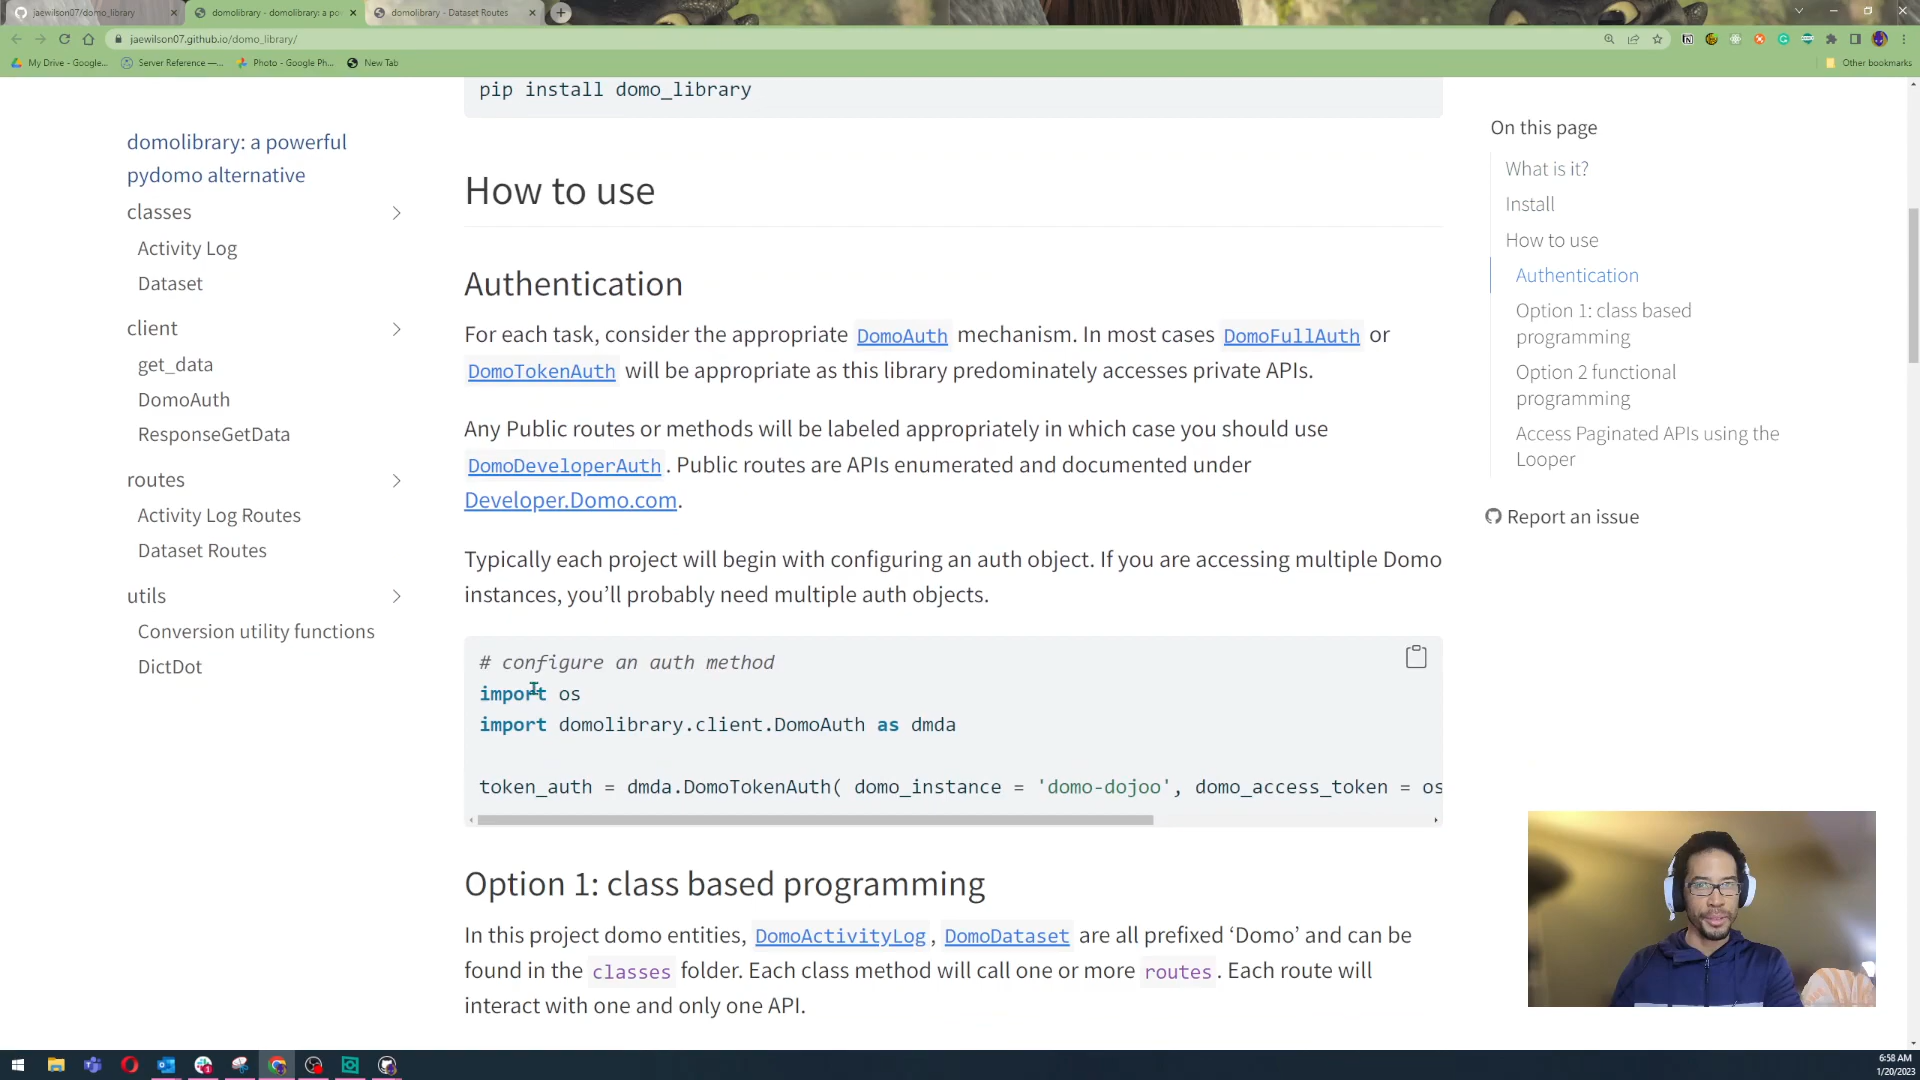 jaewilson07/domo_library
domolibrary - domolibrary: a po
domolibrary - Dataset Routes
jaewilson07.github.io/domo_library/
My Drive - Google...
Server Reference —...
Photo - Google Ph...
New Tab
Other bookmarks
pip install domo_library
domolibrary: a powerful
pydomo alternative
classes
Activity Log
Dataset
client
get_data
DomoAuth
ResponseGetData
routes
Activity Log Routes
Dataset Routes
utils
Conversion utility functions
DictDot
How to use
Authentication
For each task, consider the appropriate DomoAuth mechanism. In most cases DomoFullAuth or
DomoTokenAuth will be appropriate as this library predominately accesses private APIs.
Any Public routes or methods will be labeled appropriately in which case you should use
DomoDeveloperAuth. Public routes are APIs enumerated and documented under
Developer.Domo.com.
Typically each project will begin with configuring an auth object. If you are accessing multiple Domo
instances, you’ll probably need multiple auth objects.
# configure an auth method
import os
import domolibrary.client.DomoAuth as dmda
token_auth = dmda.DomoTokenAuth( domo_instance = 'domo-dojoo', domo_access_token = os
Option 1: class based programming
In this project domo entities, DomoActivityLog, DomoDataset are all prefixed ‘Domo’ and can be
found in the classes folder. Each class method will call one or more routes. Each route will
interact with one and only one API.
On this page
What is it?
Install
How to use
Authentication
Option 1: class based
programming
Option 2 functional
programming
Access Paginated APIs using the
Looper
Report an issue
6:58 AM
1/20/2023